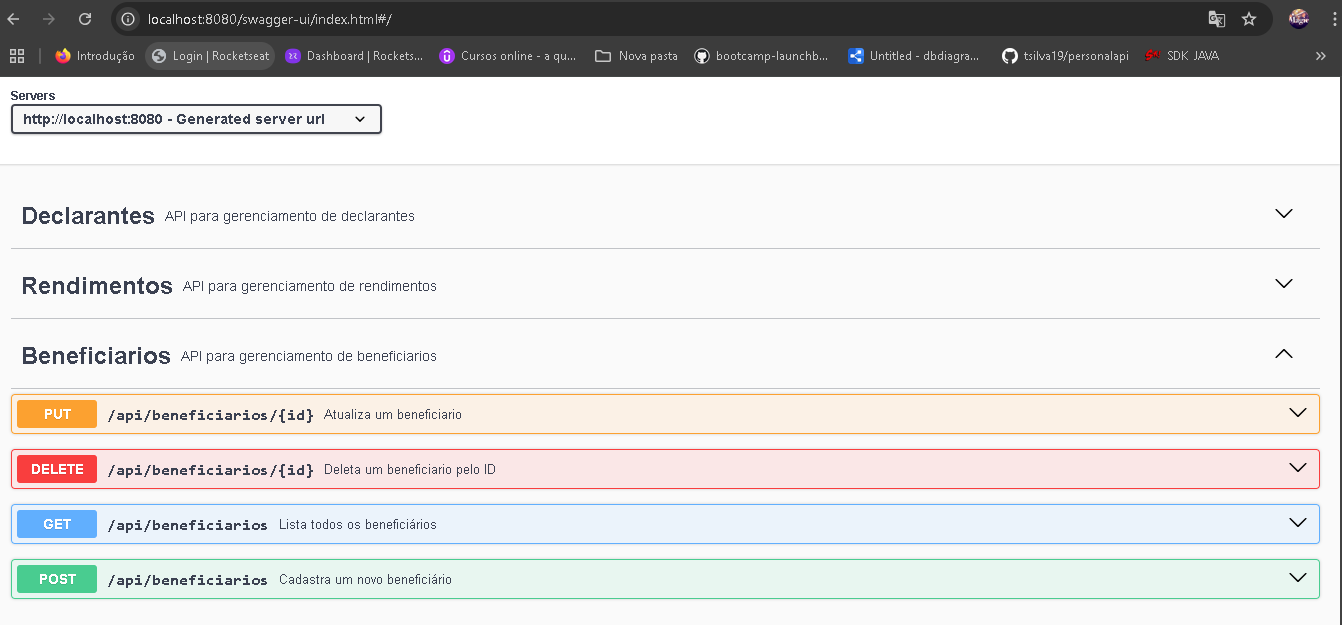 localhost:8080/swagger-ui/index.html#/
Introdução Login | Rocketseat Dashboard | Rockets... Cursos online - a qu... Nova pasta bootcamp-launchb... Untitled - dbdiagra... tsilva19/personalapi SDK JAVA »
Servers
http://localhost:8080 - Generated server url
Declarantes API para gerenciamento de declarantes
Rendimentos API para gerenciamento de rendimentos
Beneficiarios API para gerenciamento de beneficiarios
PUT /api/beneficiarios/{id} Atualiza um beneficiario
DELETE /api/beneficiarios/{id} Deleta um beneficiario pelo ID
GET /api/beneficiarios Lista todos os beneficiários
POST /api/beneficiarios Cadastra um novo beneficiário